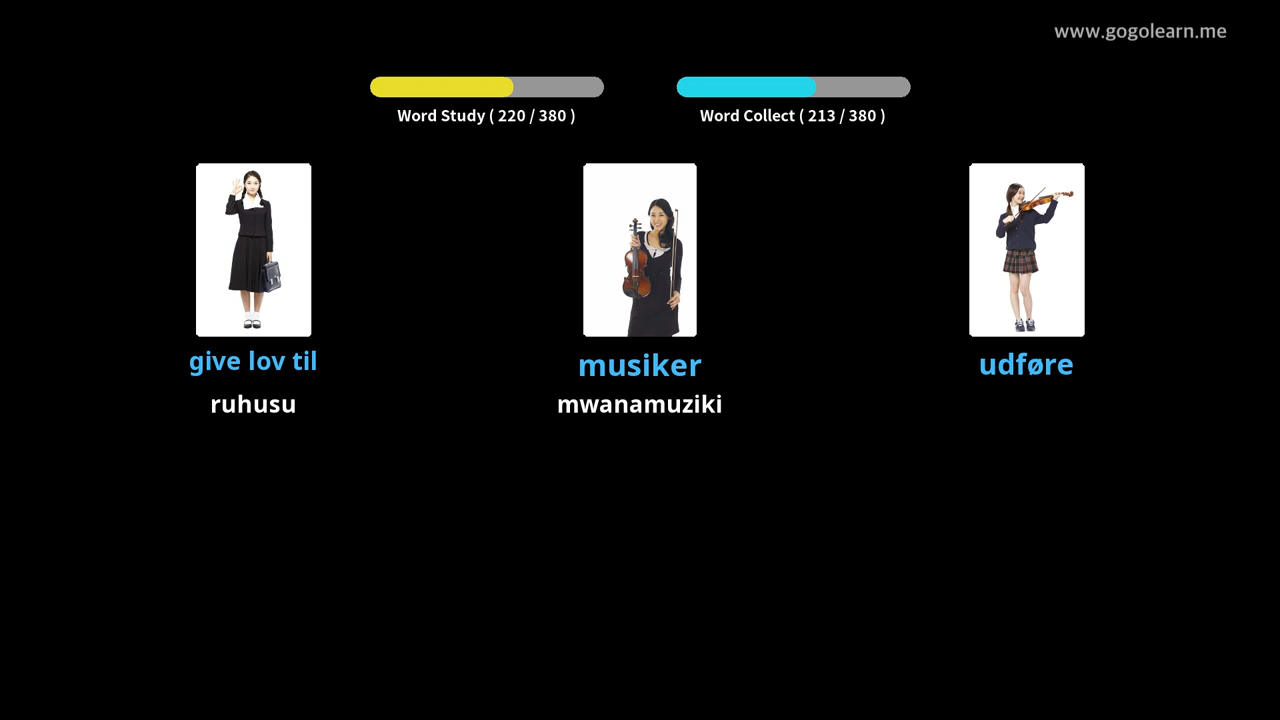 www.gogolearn.me
Word Study ( 220 / 380 )
Word Collect ( 213 / 380 )
give lov til
musiker
udføre
ruhusu
mwanamuziki